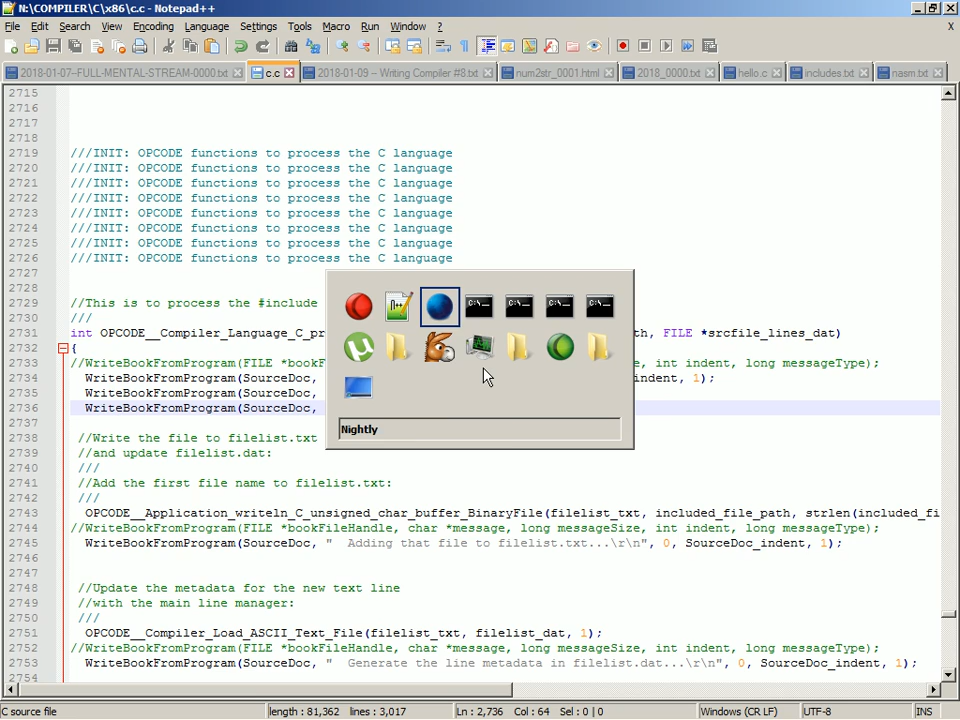 N:\COMPILER\C\x86\c.c - Notepad++
File Edit Search View Encoding Language Settings Tools Macro Run Window ? X
2018-01-07-FULL-MENTAL-STREAM-0000.txt c.c 2018-01-09 – Writing Compiler #8.txt num2str_0001.html 2018_0000.txt hello.c includes.txt nasm.txt
2715
2716
2717
2718
2719 ///INIT: OPCODE functions to process the C language
2720 ///INIT: OPCODE functions to process the C language
2721 ///INIT: OPCODE functions to process the C language
2722 ///INIT: OPCODE functions to process the C language
2723 ///INIT: OPCODE functions to process the C language
2724 ///INIT: OPCODE functions to process the C language
2725 ///INIT: OPCODE functions to process the C language
2726 ///INIT: OPCODE functions to process the C language
2727
2728
2729 //This is to process the #include
2730 ///
2731 int OPCODE__Compiler_Language_C_pr th, FILE *srcfile_lines_dat)
2732 {
2733 //WriteBookFromProgram(FILE *bookF e, int indent, long messageType);
2734 WriteBookFromProgram(SourceDoc, ndent, 1);
2735 WriteBookFromProgram(SourceDoc,
2736 WriteBookFromProgram(SourceDoc,
2737
2738 //Write the file to filelist.txt
2739 //and update filelist.dat:
2740 ///
2741 //Add the first file name to filelist.txt:
2742 ///
2743 OPCODE__Application_writeln_C_unsigned_char_buffer_BinaryFile(filelist_txt, included_file_path, strlen(included_fi
2744 //WriteBookFromProgram(FILE *bookFileHandle, char *message, long messageSize, int indent, long messageType);
2745 WriteBookFromProgram(SourceDoc, "  Adding that file to filelist.txt...\r\n", 0, SourceDoc_indent, 1);
2746
2747
2748 //Update the metadata for the new text line
2749 //with the main line manager:
2750 ///
2751 OPCODE__Compiler_Load_ASCII_Text_File(filelist_txt, filelist_dat, 1);
2752 //WriteBookFromProgram(FILE *bookFileHandle, char *message, long messageSize, int indent, long messageType);
2753 WriteBookFromProgram(SourceDoc, "  Generate the line metadata in filelist.dat...\r\n", 0, SourceDoc_indent, 1);
2754
C:\_ C:\_ C:\_ C:\_
Nightly
C source file length : 81,362 lines : 3,017 Ln : 2,736 Col : 64 Sel : 0 | 0 Windows (CR LF) UTF-8 INS